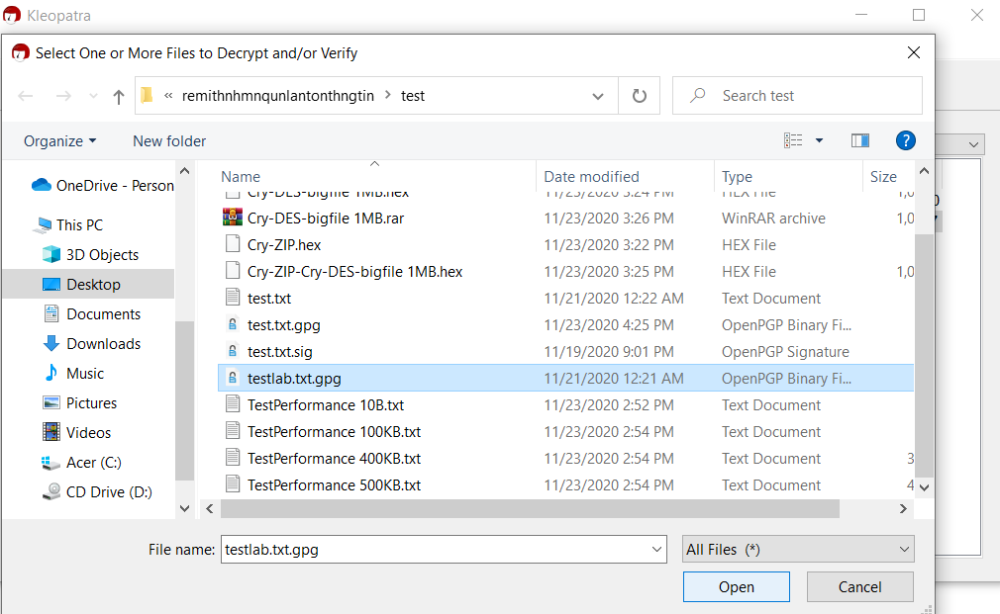 Kleopatra
Select One or More Files to Decrypt and/or Verify
« remithnhmnqunlantonthngtin > test
Search test
Organize
New folder
?
OneDrive - Person
This PC
3D Objects
Desktop
Documents
Downloads
Music
Pictures
Videos
Acer (C:)
CD Drive (D:)
Name Date modified Type Size
Cry-DES-bigfile 1MB.hex 11/23/2020 3:24 PM HEX File 1,0
Cry-DES-bigfile 1MB.rar 11/23/2020 3:26 PM WinRAR archive 1,0
Cry-ZIP.hex 11/23/2020 3:22 PM HEX File
Cry-ZIP-Cry-DES-bigfile 1MB.hex 11/23/2020 3:25 PM HEX File 1,0
test.txt 11/21/2020 12:22 AM Text Document
test.txt.gpg 11/23/2020 4:25 PM OpenPGP Binary Fi...
test.txt.sig 11/19/2020 9:01 PM OpenPGP Signature
testlab.txt.gpg 11/21/2020 12:21 AM OpenPGP Binary Fi...
TestPerformance 10B.txt 11/23/2020 2:52 PM Text Document
TestPerformance 100KB.txt 11/23/2020 2:54 PM Text Document
TestPerformance 400KB.txt 11/23/2020 2:54 PM Text Document 3
TestPerformance 500KB.txt 11/23/2020 2:54 PM Text Document 4
File name: testlab.txt.gpg
All Files (*)
Open
Cancel